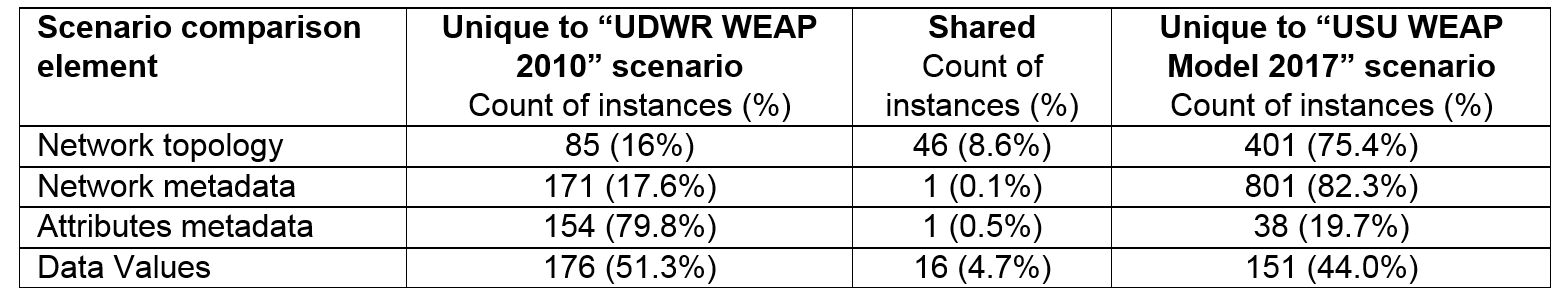 Scenario comparison element | Unique to “UDWR WEAP 2010” scenario Count of instances (%) | Shared Count of instances (%) | Unique to “USU WEAP Model 2017” scenario Count of instances (%)
Network topology | 85 (16%) | 46 (8.6%) | 401 (75.4%)
Network metadata | 171 (17.6%) | 1 (0.1%) | 801 (82.3%)
Attributes metadata | 154 (79.8%) | 1 (0.5%) | 38 (19.7%)
Data Values | 176 (51.3%) | 16 (4.7%) | 151 (44.0%)